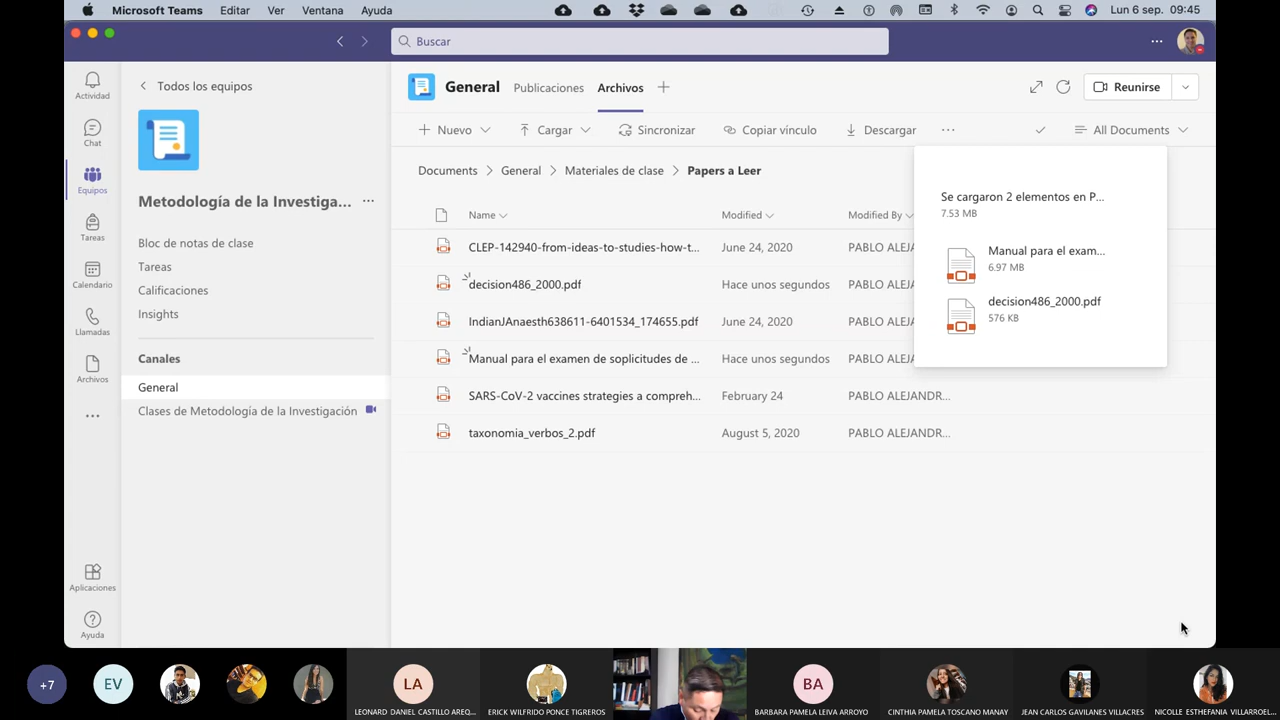 Microsoft Teams Editar Ver Ventana Ayuda Lun 6 sep. 09:45
Buscar
Actividad
Chat
Equipos
Tareas
Calendario
Llamadas
Archivos
Aplicaciones
Ayuda
Todos los equipos
Metodología de la Investiga...
Bloc de notas de clase
Tareas
Calificaciones
Insights
Canales
General
Clases de Metodología de la Investigación
General Publicaciones Archivos
Reunirse
Nuevo Cargar Sincronizar Copiar vínculo Descargar All Documents
Documents General Materiales de clase Papers a Leer
Name Modified Modified By
CLEP-142940-from-ideas-to-studies-how-t... June 24, 2020 PABLO ALEJA
decision486_2000.pdf Hace unos segundos PABLO ALEJA
IndianJAnaesth638611-6401534_174655.pdf June 24, 2020 PABLO ALEJA
Manual para el examen de soplicitudes de ... Hace unos segundos PABLO ALEJA
SARS-CoV-2 vaccines strategies a compreh... February 24 PABLO ALEJANDR...
taxonomia_verbos_2.pdf August 5, 2020 PABLO ALEJANDR...
Se cargaron 2 elementos en P...
7.53 MB
Manual para el exam...
6.97 MB
decision486_2000.pdf
576 KB
+7
EV
LA
BA
LEONARD DANIEL CASTILLO AREQ...
ERICK WILFRIDO PONCE TIGREROS
BARBARA PAMELA LEIVA ARROYO
CINTHIA PAMELA TOSCANO MANAY
JEAN CARLOS GAVILANES VILLACRES
NICOLLE ESTHEFANIA VILLARROEL...